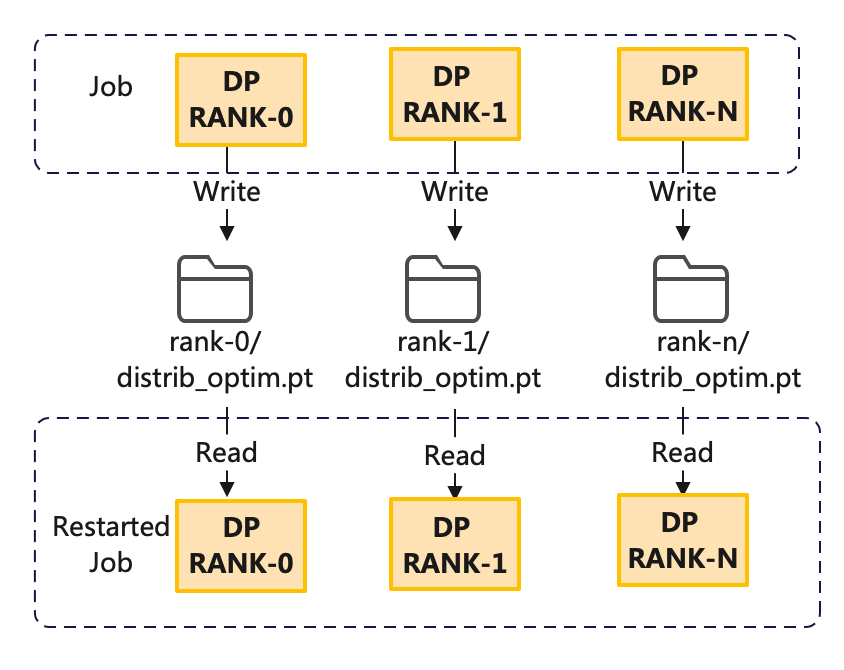 Job
DP
RANK-0
DP
RANK-1
DP
RANK-N
Write
Write
Write
rank-0/
distrib_optim.pt
rank-1/
distrib_optim.pt
rank-n/
distrib_optim.pt
Read
Read
Read
Restarted
Job
DP
RANK-0
DP
RANK-1
DP
RANK-N